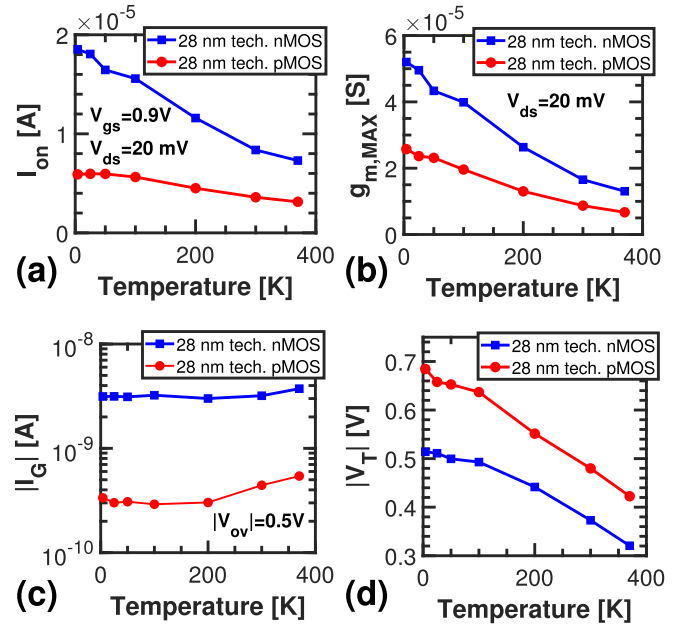 × 10⁻⁵
2
1
0
I_on [A]
28 nm tech. nMOS
28 nm tech. pMOS
V_gs=0.9V
V_ds=20 mV
0 200 400
(a) Temperature [K]
× 10⁻⁵
6
4
2
0
g_m,MAX [S]
28 nm tech. nMOS
28 nm tech. pMOS
V_ds=20 mV
0 200 400
(b) Temperature [K]
10⁻⁸
10⁻⁹
10⁻¹⁰
|I_G| [A]
28 nm tech. nMOS
28 nm tech. pMOS
|V_ov|=0.5V
0 200 400
(c) Temperature [K]
0.7
0.6
0.5
0.4
0.3
|V_T| [V]
28 nm tech. nMOS
28 nm tech. pMOS
0 200 400
(d) Temperature [K]